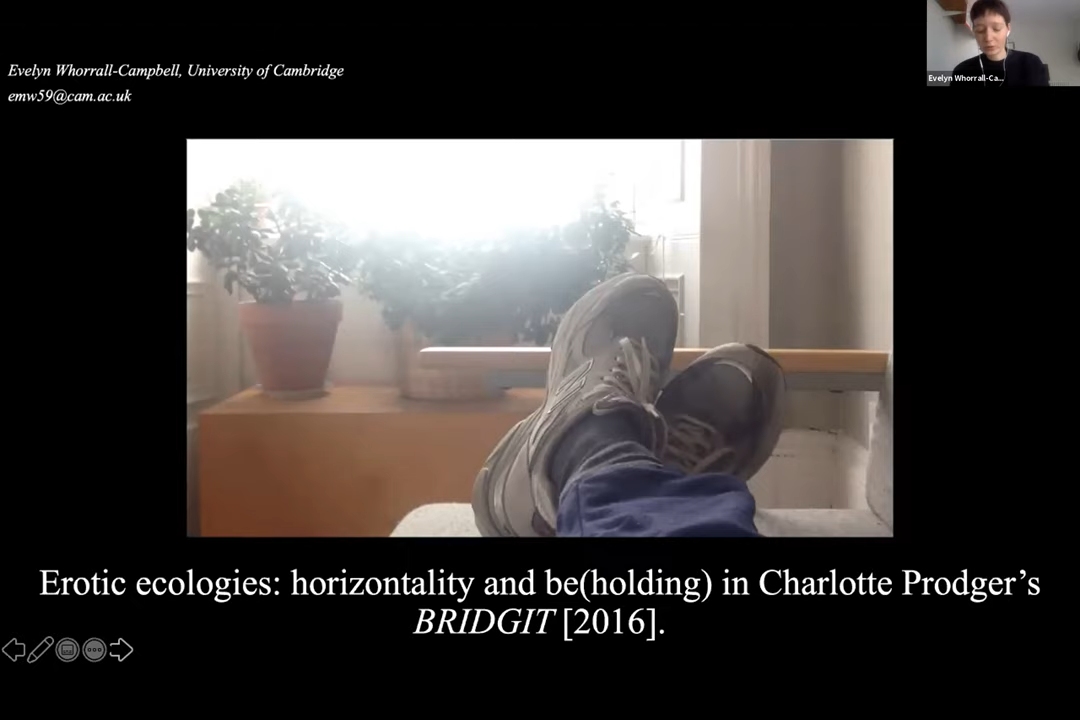 Evelyn Whorrall-Campbell, University of Cambridge
emw59@cam.ac.uk
Evelyn Whorrall-Ca...
Erotic ecologies: horizontality and be(holding) in Charlotte Prodger’s
BRIDGIT [2016].